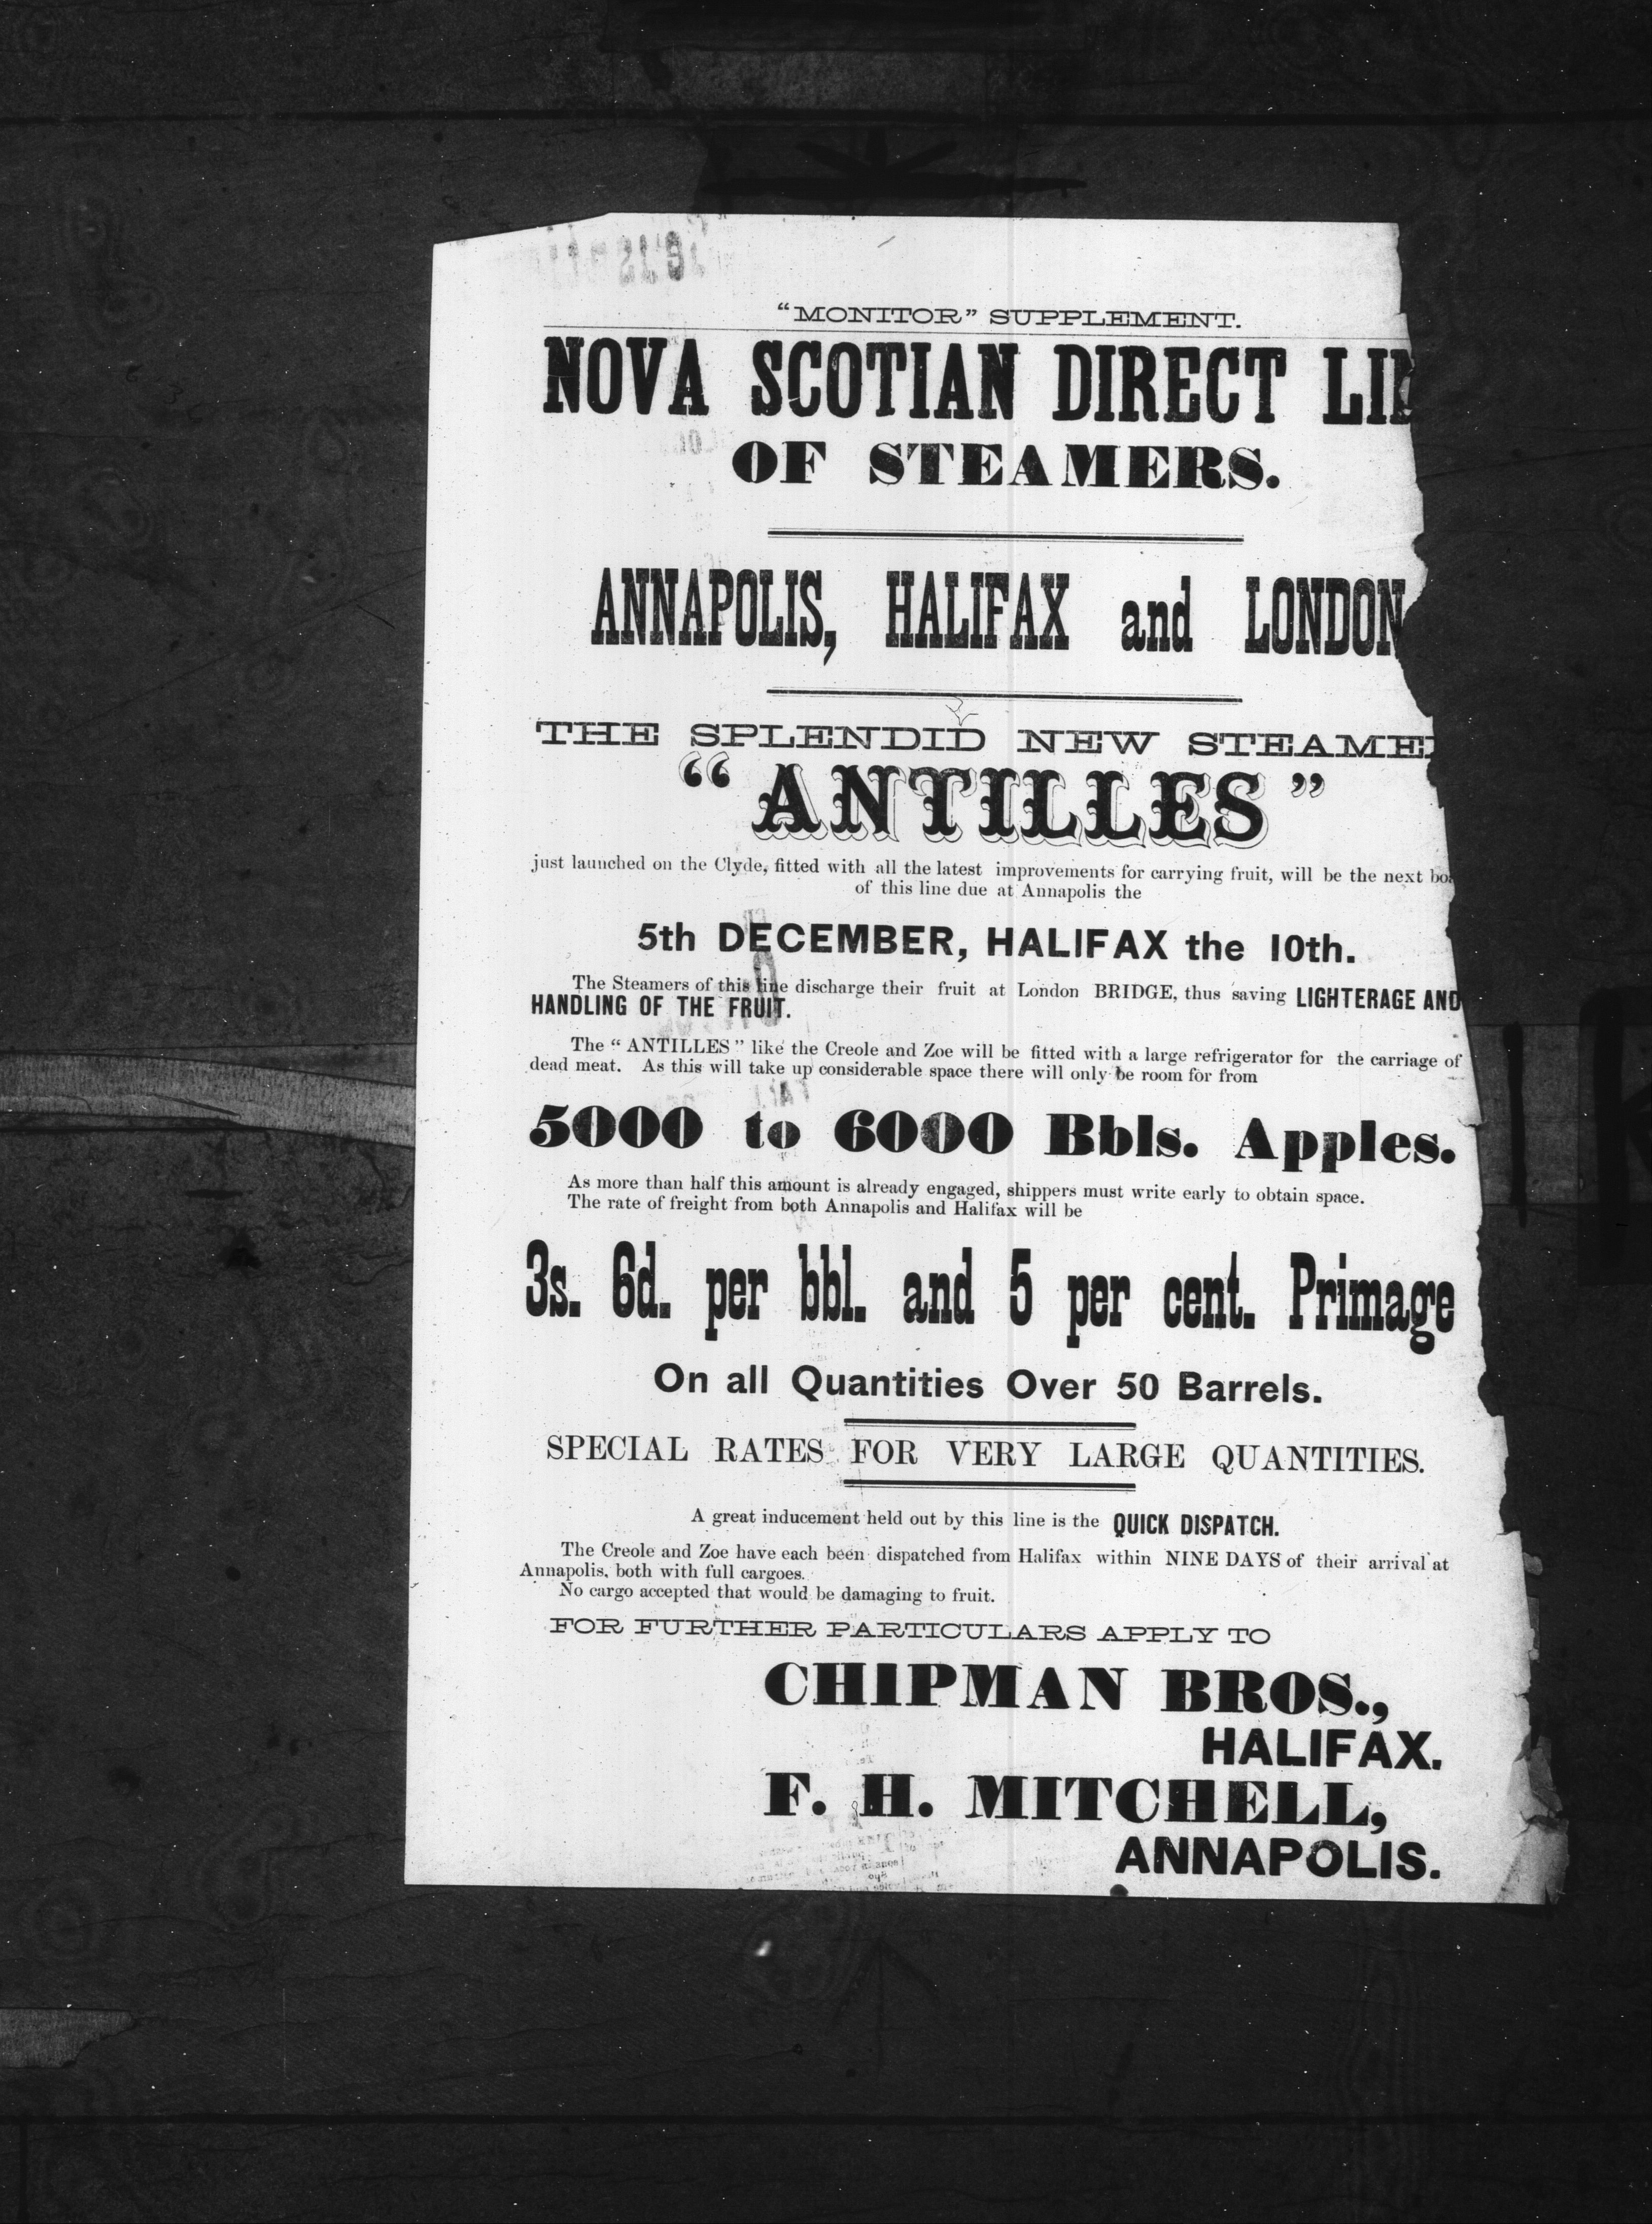 "MONITOR" SUPPLEMENT.
NOVA SCOTIAN DIRECT LIN
OF STEAMERS.
ANNAPOLIS, HALIFAX and LONDON
THE SPLENDID NEW STEAMER
"ANTILLES"
just launched on the Clyde, fitted with all the latest improvements for carrying fruit, will be the next boa
of this line due at Annapolis the
5th DECEMBER, HALIFAX the 10th.
The Steamers of this line discharge their fruit at London BRIDGE, thus saving LIGHTERAGE AND
HANDLING OF THE FRUIT.
The "ANTILLES" like the Creole and Zoe will be fitted with a large refrigerator for the carriage of
dead meat. As this will take up considerable space there will only be room for from
5000 to 6000 Bbls. Apples.
As more than half this amount is already engaged, shippers must write early to obtain space.
The rate of freight from both Annapolis and Halifax will be
3s. 6d. per bbl. and 5 per cent. Primage
On all Quantities Over 50 Barrels.
SPECIAL RATES FOR VERY LARGE QUANTITIES.
A great inducement held out by this line is the QUICK DISPATCH.
The Creole and Zoe have each been dispatched from Halifax within NINE DAYS of their arrival at
Annapolis, both with full cargoes.
No cargo accepted that would be damaging to fruit.
FOR FURTHER PARTICULARS APPLY TO
CHIPMAN BROS.,
HALIFAX.
F. H. MITCHELL,
ANNAPOLIS.